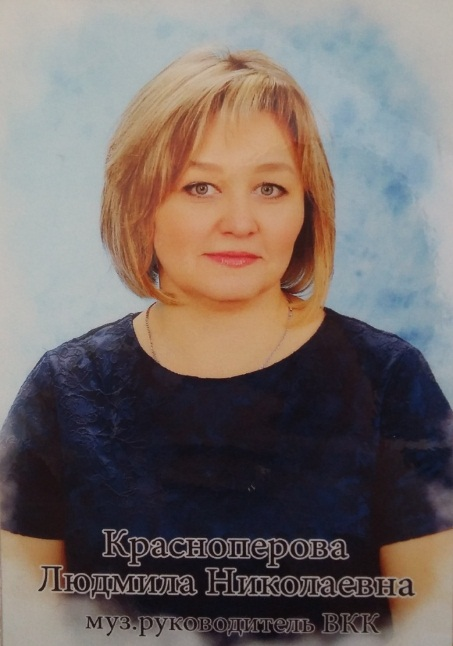 Красноперова
Людмила Николаевна
муз.руководитель ВКК